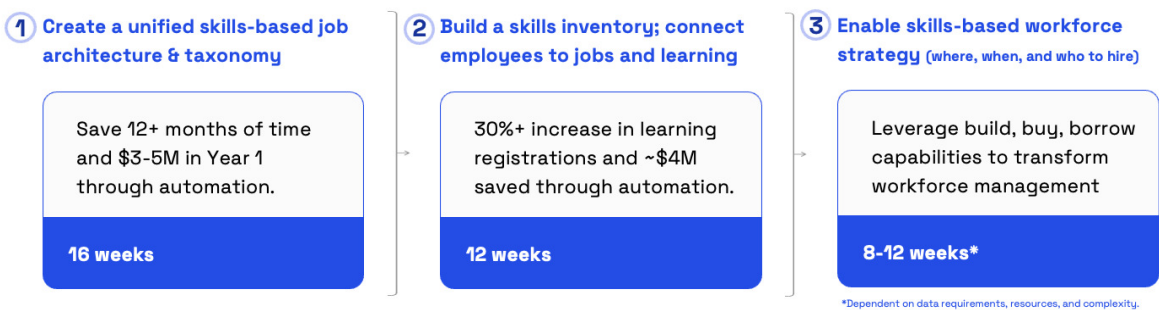 1 Create a unified skills-based job
architecture & taxonomy
Save 12+ months of time
and $3-5M in Year 1
through automation.
16 weeks
2 Build a skills inventory; connect
employees to jobs and learning
30%+ increase in learning
registrations and ~$4M
saved through automation.
12 weeks
3 Enable skills-based workforce
strategy (where, when, and who to hire)
Leverage build, buy, borrow
capabilities to transform
workforce management
8-12 weeks*
*Dependent on data requirements, resources, and complexity.